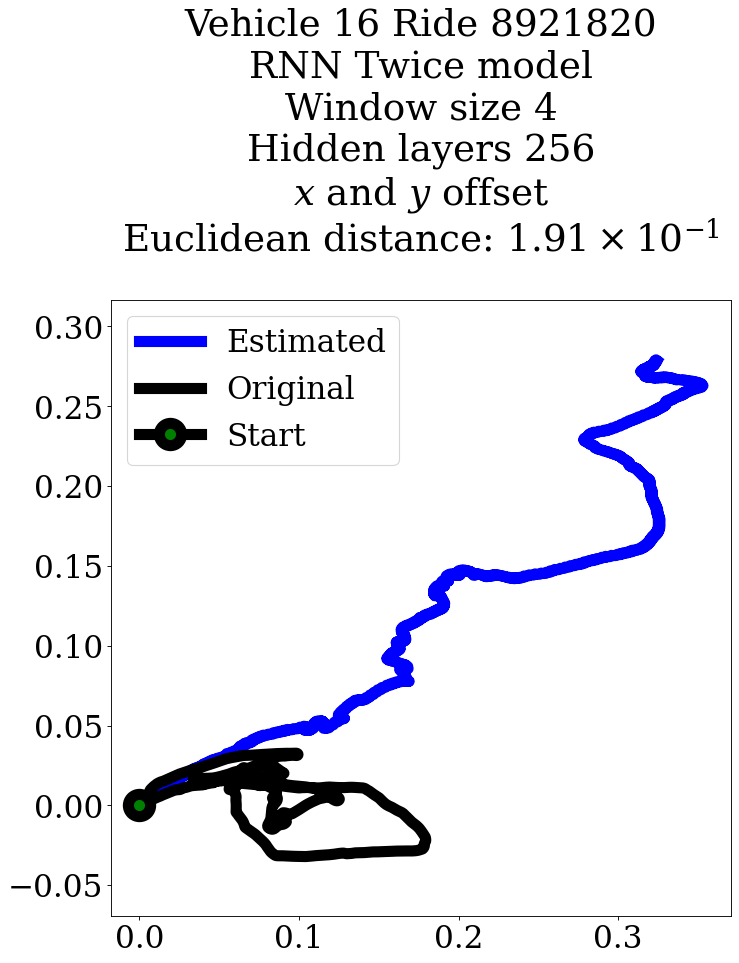 Vehicle 16 Ride 8921820
RNN Twice model
Window size 4
Hidden layers 256
x and y offset
Euclidean distance: 1.91 × 10⁻¹
Estimated
Original
Start
0.30
0.25
0.20
0.15
0.10
0.05
0.00
−0.05
0.0 0.1 0.2 0.3